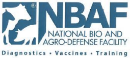 NBAF
NATIONAL BIO AND
AGRO-DEFENSE FACILITY
Diagnostics • Vaccines • Training